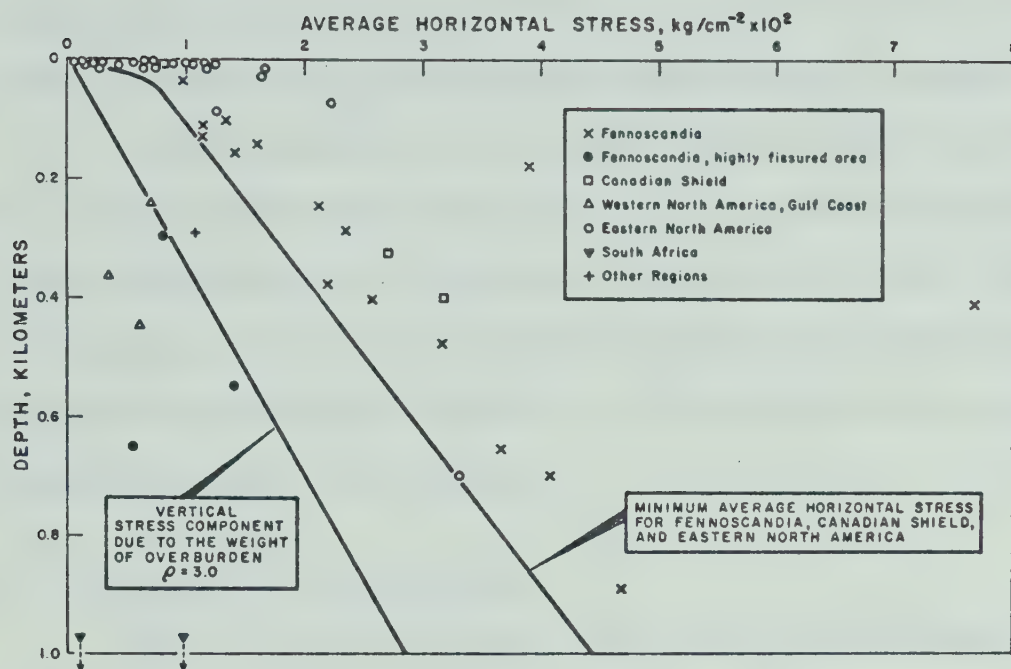 AVERAGE HORIZONTAL STRESS, kg/cm⁻² x10²
0 1 2 3 4 5 6 7 8
0
0.2
0.4
0.6
0.8
1.0
DEPTH, KILOMETERS
× Fennoscandia
● Fennoscandia, highly fissured area
□ Canadian Shield
△ Western North America, Gulf Coast
○ Eastern North America
▼ South Africa
+ Other Regions
VERTICAL
STRESS COMPONENT
DUE TO THE WEIGHT
OF OVERBURDEN
ρ = 3.0
MINIMUM AVERAGE HORIZONTAL STRESS
FOR FENNOSCANDIA, CANADIAN SHIELD,
AND EASTERN NORTH AMERICA